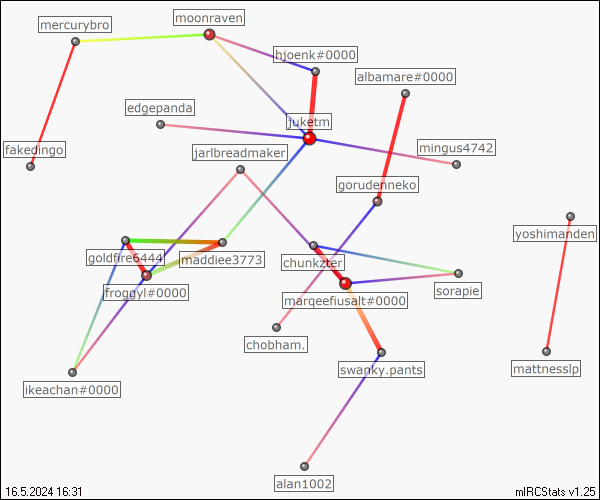 moonraven
mercurybro
hjoenk#0000
albamare#0000
edgepanda
juketm
fakedingo
jarlbreadmaker
mingus4742
gorudenneko
yoshimanden
goldfire6444
maddiee3773
chunkzter
froggyl#0000
marqeefiusalt#0000
sorapie
chobham.
swanky.pants
mattnesslp
ikeachan#0000
alan1002
16.5.2024 16:31
mIRCStats v1.25